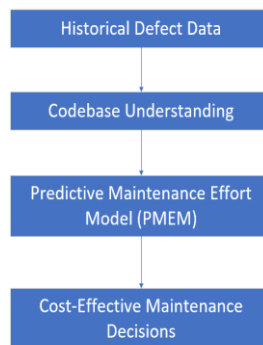 Historical Defect Data
Codebase Understanding
Predictive Maintenance Effort
Model (PMEM)
Cost-Effective Maintenance
Decisions